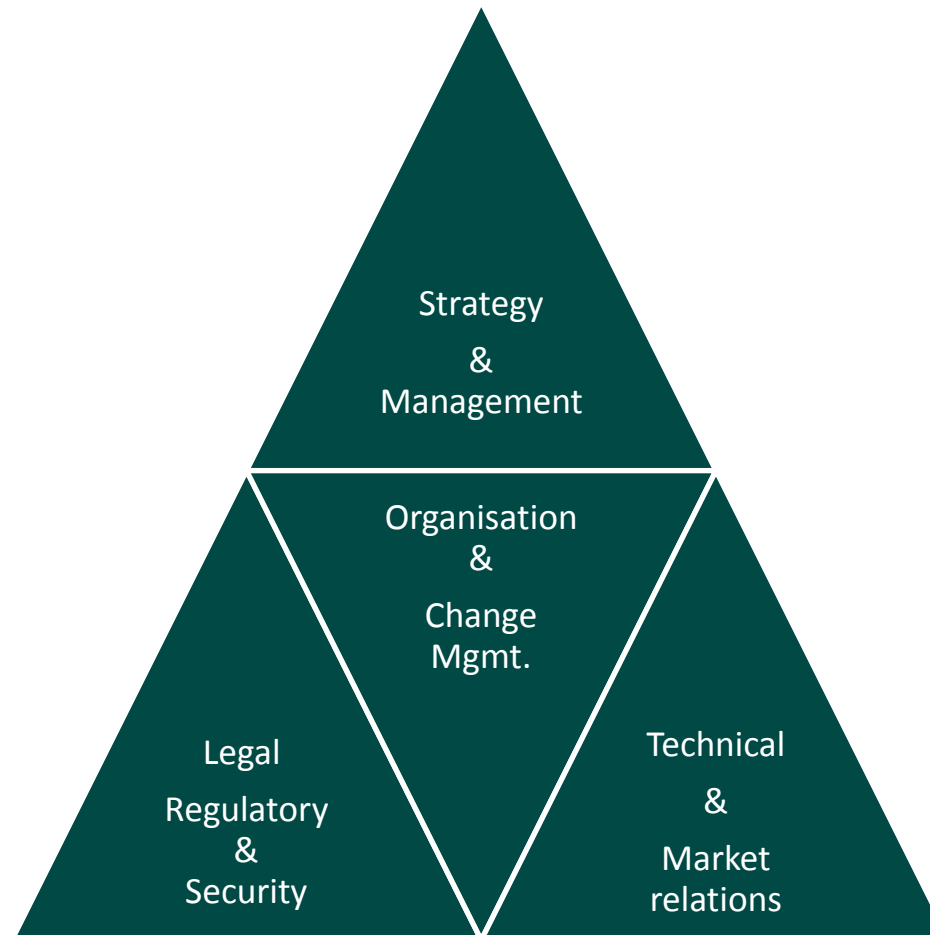 Strategy
&
Management
Organisation
&
Change
Mgmt.
Legal
Regulatory
&
Security
Technical
&
Market
relations